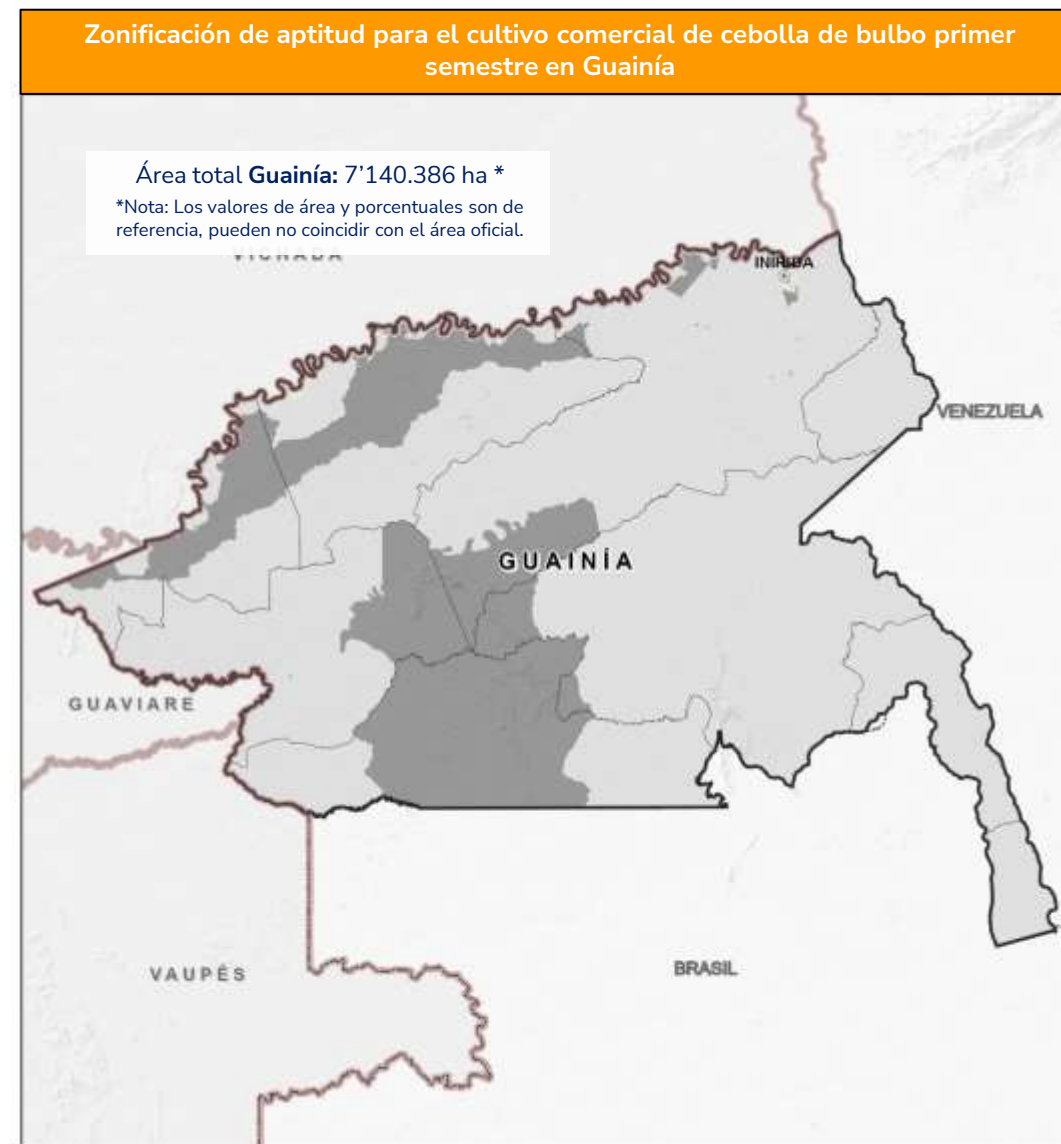 Zonificación de aptitud para el cultivo comercial de cebolla de bulbo primer
semestre en Guainía
Área total Guainía: 7’140.386 ha *
*Nota: Los valores de área y porcentuales son de
referencia, pueden no coincidir con el área oficial.
VICHADA
INIRIDA
VENEZUELA
GUAINÍA
GUAVIARE
VAUPÉS
BRASIL